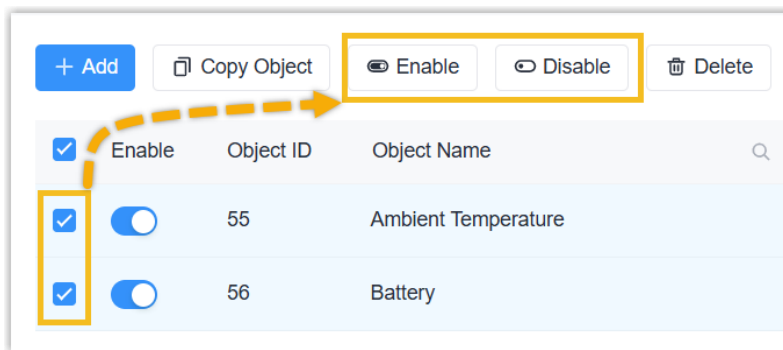 + Add Copy Object Enable Disable Delete
Enable Object ID Object Name
55 Ambient Temperature
56 Battery